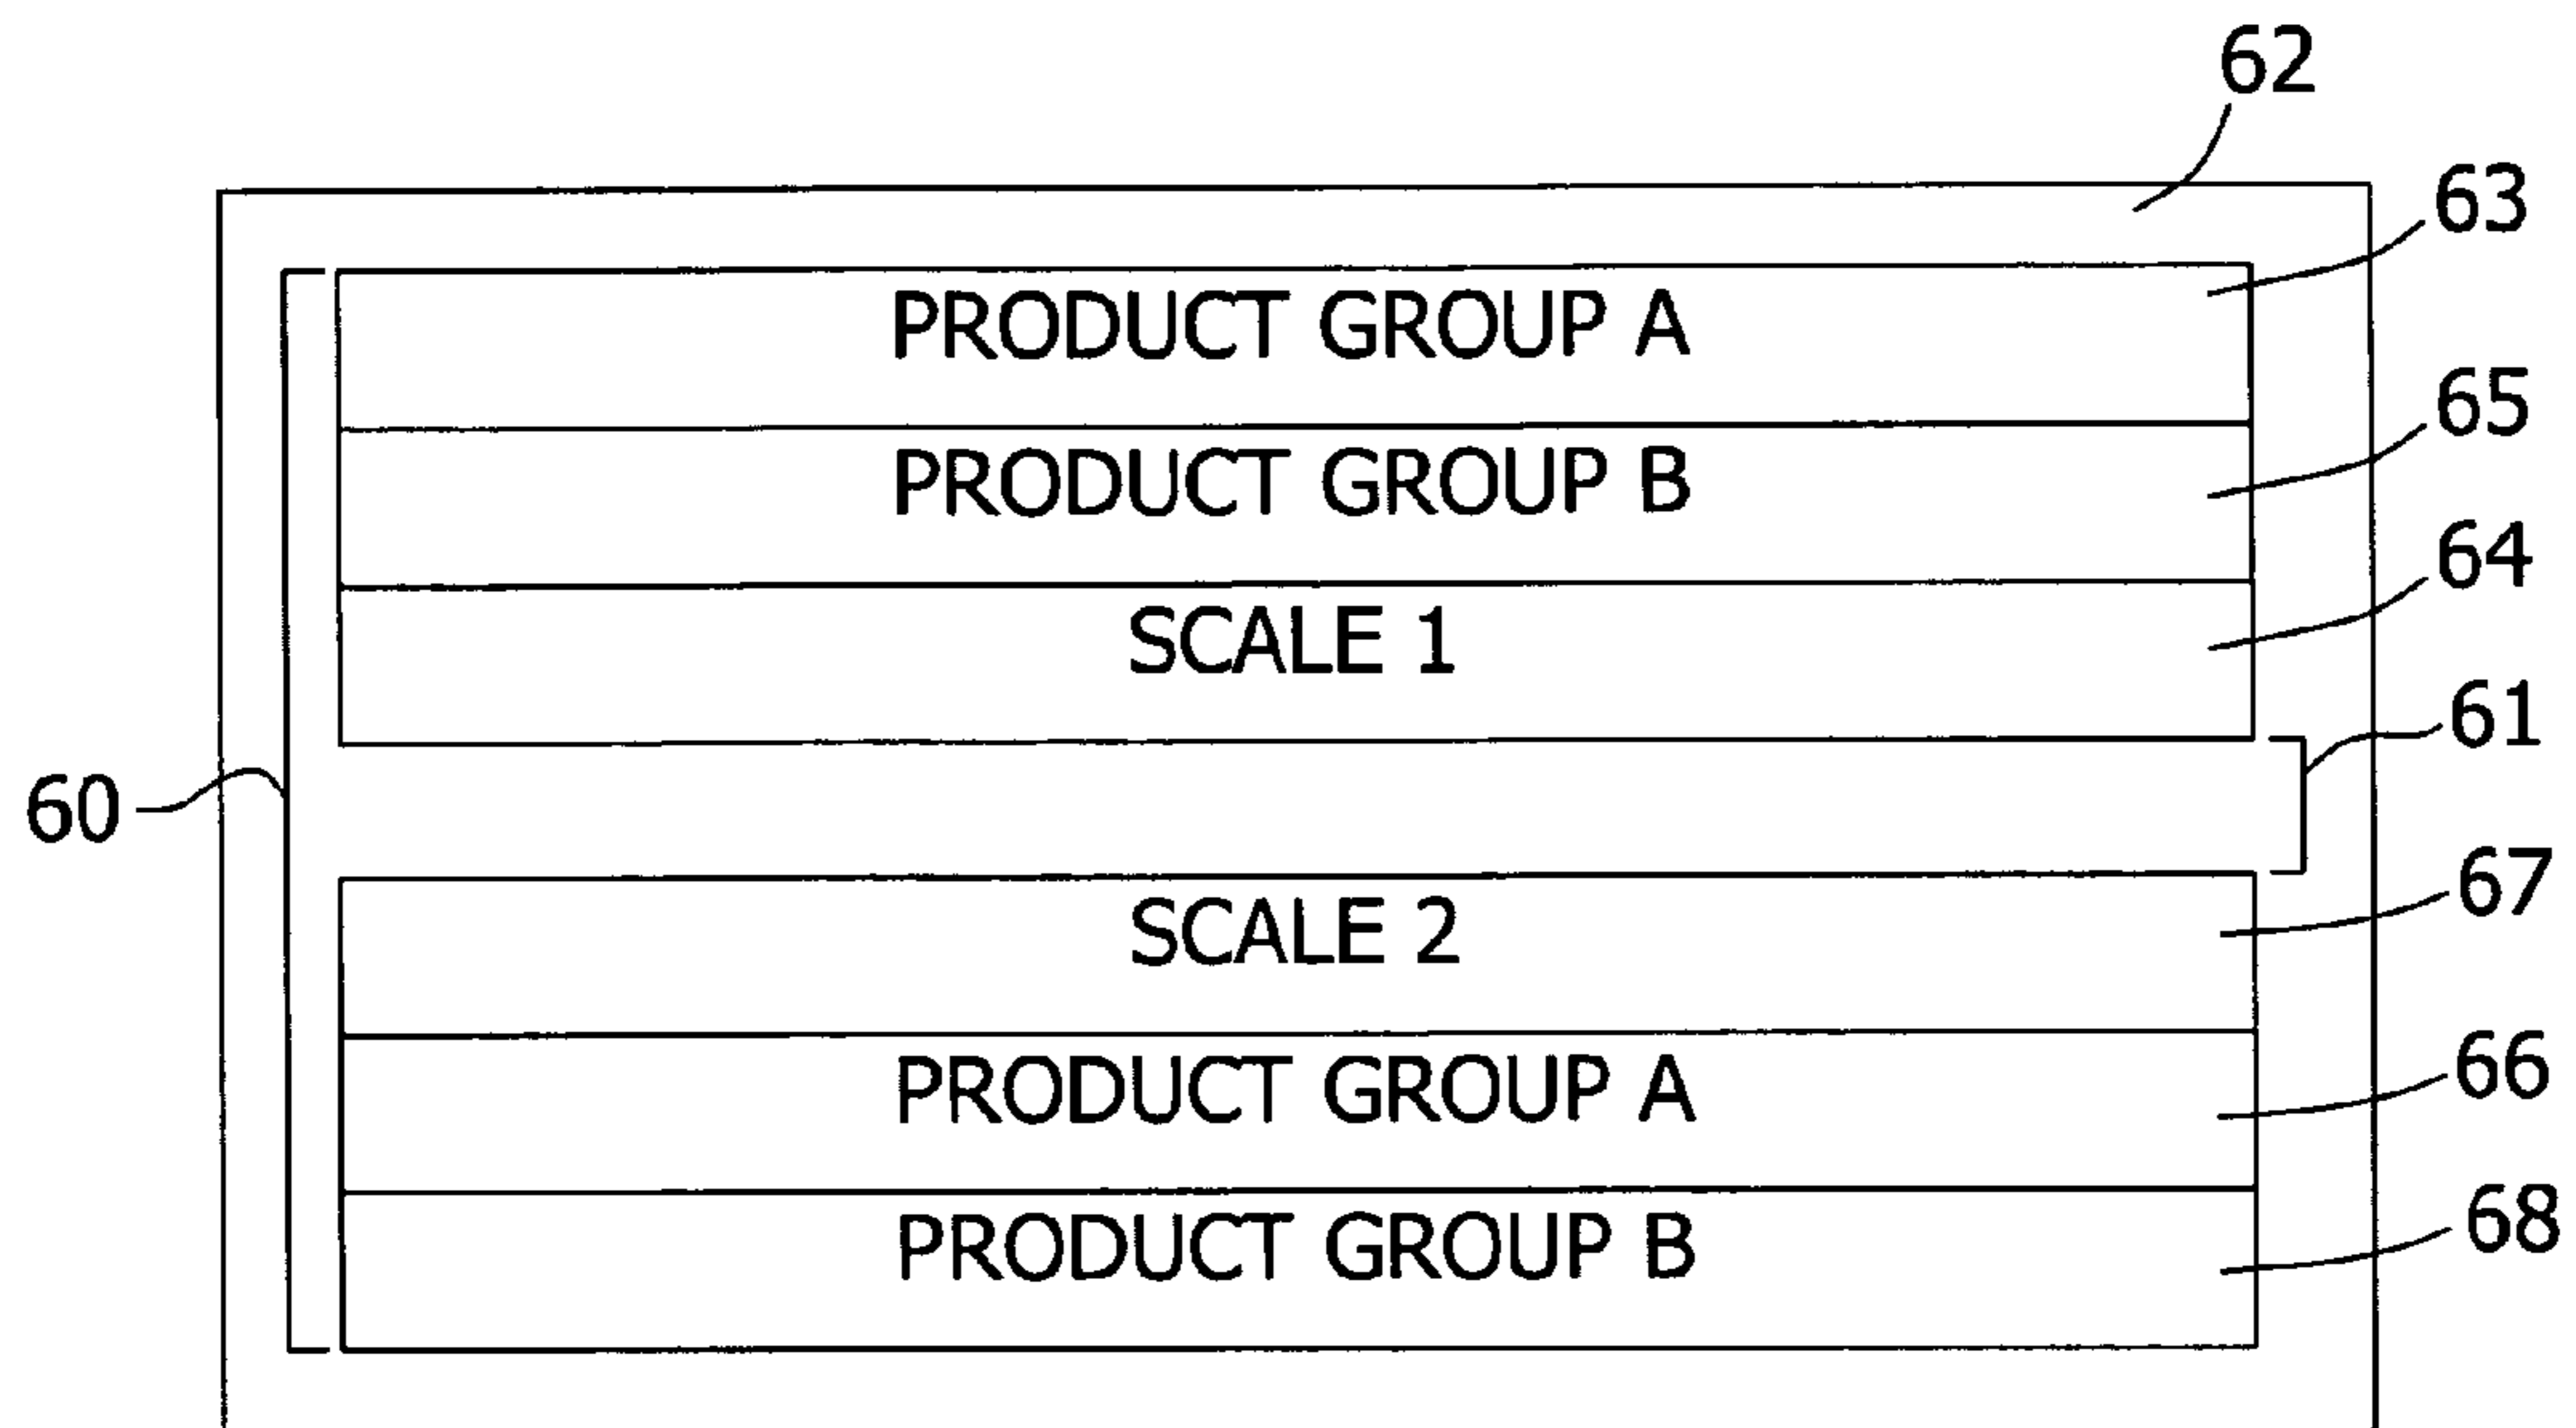 62
63
PRODUCT GROUP A
65
PRODUCT GROUP B
64
SCALE 1
61
60
67
SCALE 2
66
PRODUCT GROUP A
68
PRODUCT GROUP B